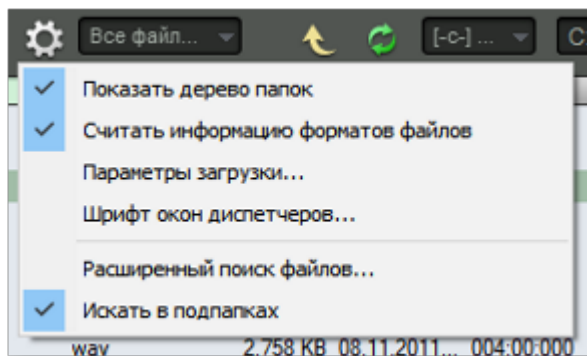 Все файл... [-c-] ... С
Показать дерево папок
Считать информацию форматов файлов
Параметры загрузки...
Шрифт окон диспетчеров...
Расширенный поиск файлов...
Искать в подпапках
wav 2,758 KB 08.11.2011... 004:00:000